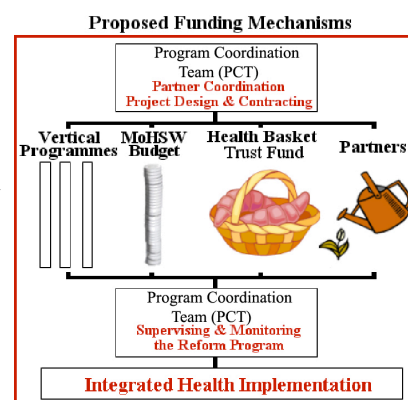 Proposed Funding Mechanisms
Program Coordination
Team (PCT)
Partner Coordination
Project Design & Contracting
Vertical
Programmes
MoHSW
Budget
Health Basket
Trust Fund
Partners
Program Coordination
Team (PCT)
Supervising & Monitoring
the Reform Program
Integrated Health Implementation